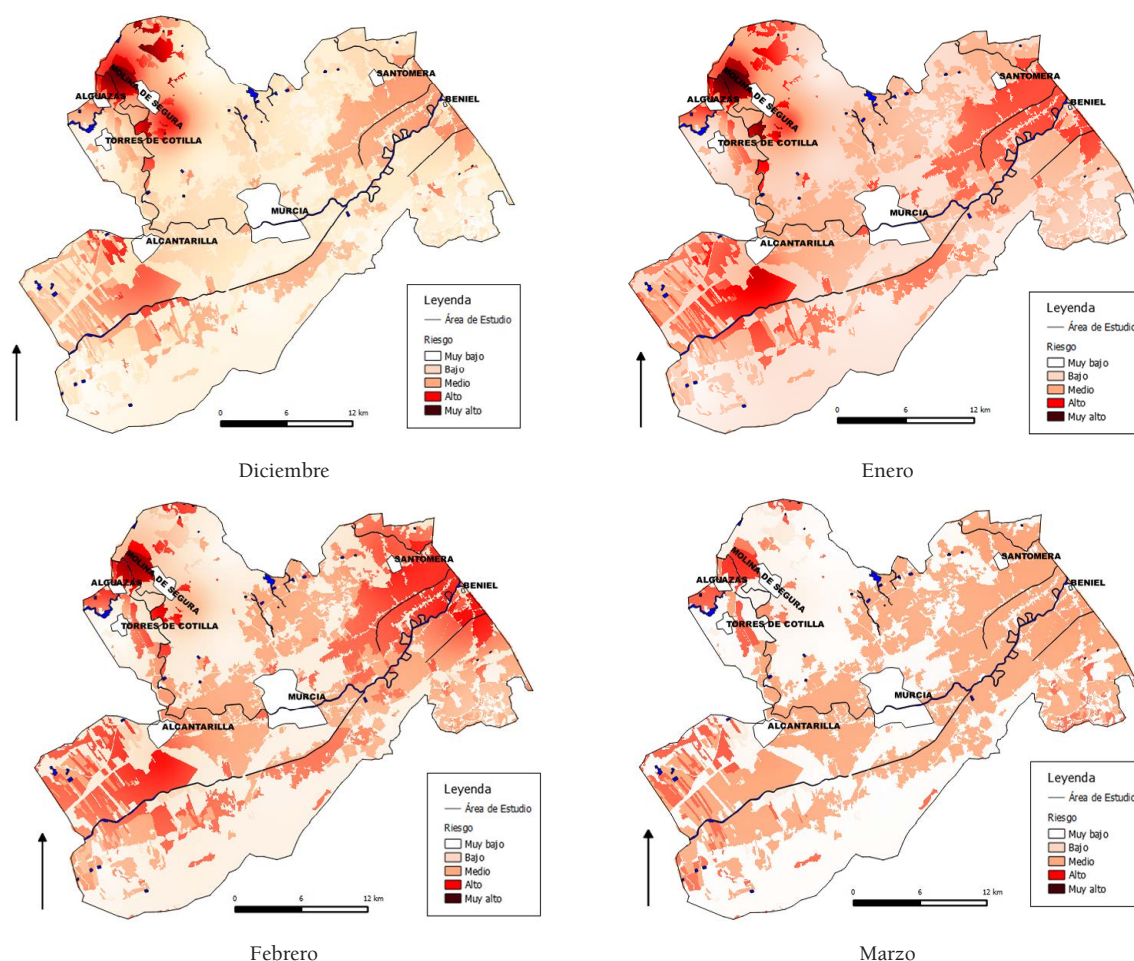 SANTOMERA
MOLINA DE SEGURA
ALGUAZAS
BENIEL
TORRES DE COTILLA
MURCIA
ALCANTARILLA
Leyenda
Área de Estudio
Riesgo
Muy bajo
Bajo
Medio
Alto
Muy alto
0 6 12 km
Diciembre
SANTOMERA
MOLINA DE SEGURA
ALGUAZAS
BENIEL
TORRES DE COTILLA
MURCIA
ALCANTARILLA
Leyenda
Área de Estudio
Riesgo
Muy bajo
Bajo
Medio
Alto
Muy alto
0 6 12 km
Enero
SANTOMERA
MOLINA DE SEGURA
ALGUAZAS
BENIEL
TORRES DE COTILLA
MURCIA
ALCANTARILLA
Leyenda
Área de Estudio
Riesgo
Muy bajo
Bajo
Medio
Alto
Muy alto
0 6 12 km
Febrero
SANTOMERA
MOLINA DE SEGURA
ALGUAZAS
BENIEL
TORRES DE COTILLA
MURCIA
ALCANTARILLA
Leyenda
Área de Estudio
Riesgo
Muy bajo
Bajo
Medio
Alto
Muy alto
0 6 12 km
Marzo